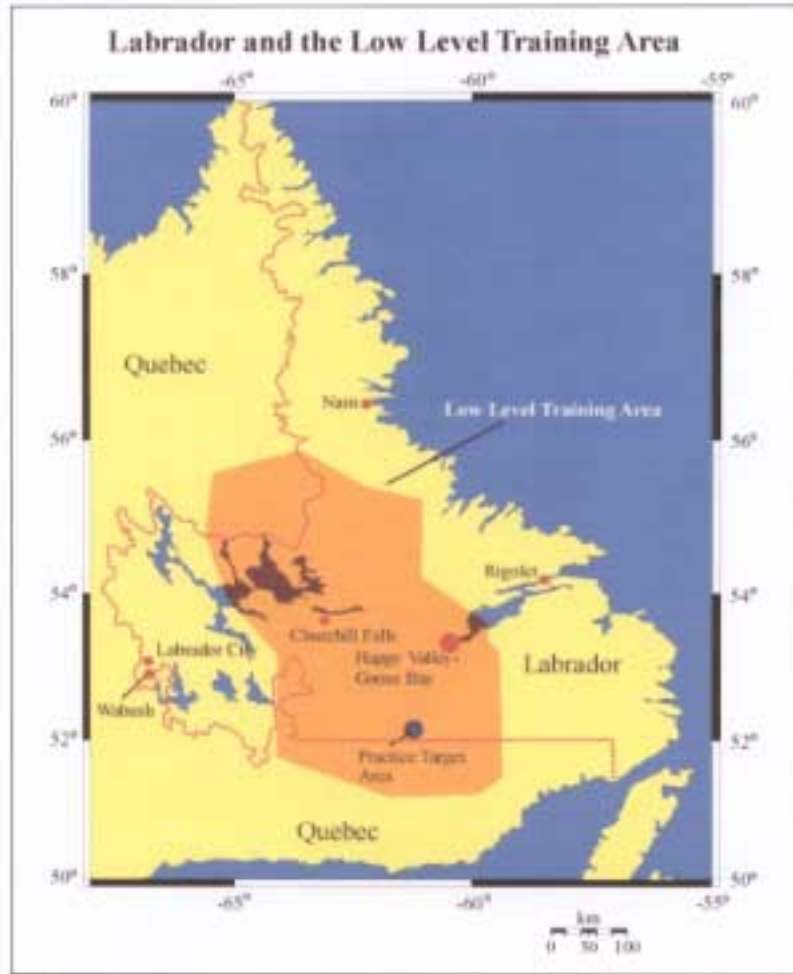 Labrador and the Low Level Training Area
-65° -60° -55°
60° 60°
58° 58°
Quebec
Nain
Low Level Training Area
56° 56°
Rigolet
54° 54°
Churchill Falls
Labrador City
Happy Valley-
Goose Bay
Labrador
Wabush
52° 52°
Practice Target
Area
Quebec
50° 50°
-65° -60° -55°
km
0 50 100